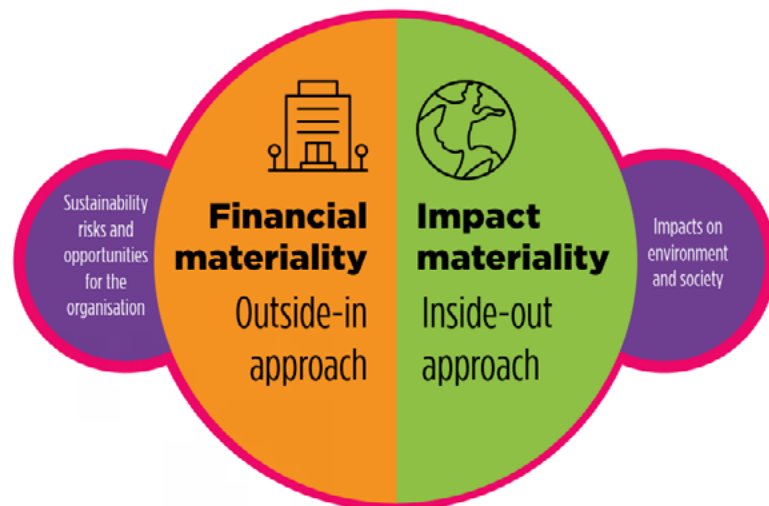 Sustainability
risks and
opportunities
for the
organisation
Financial
materiality
Outside-in
approach
Impact
materiality
Inside-out
approach
Impacts on
environment
and society